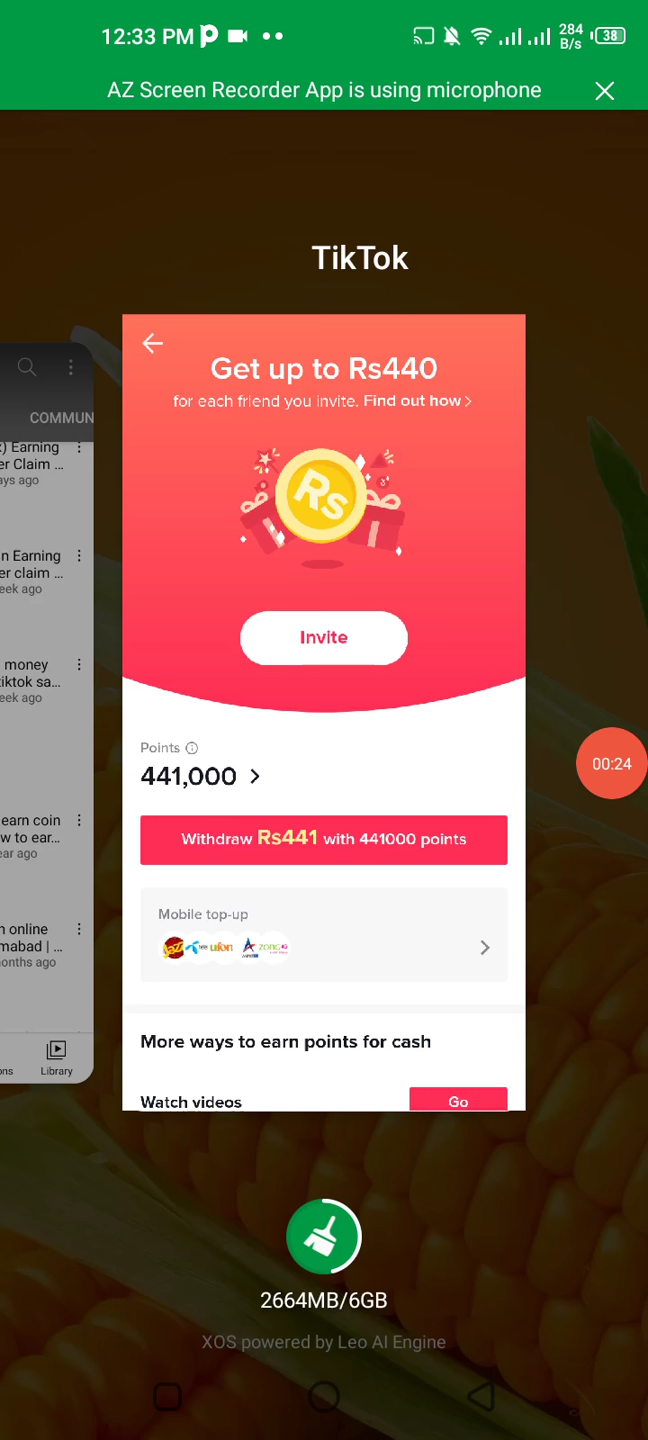 12:33 PM
284
B/s
38
AZ Screen Recorder App is using microphone
TikTok
COMMUN
) Earning
er Claim ...
ays ago
n Earning
er claim ...
eek ago
money
tiktok sa...
eek ago
earn coin
w to ear...
ear ago
n online
mabad | ...
onths ago
ons
Library
Get up to Rs440
for each friend you invite. Find out how >
Rs
Invite
Points
441,000 >
Withdraw Rs441 with 441000 points
Mobile top-up
ufon
zong
More ways to earn points for cash
Watch videos
Go
00:24
2664MB/6GB
XOS powered by Leo AI Engine